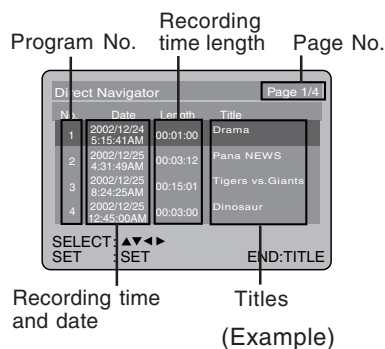 Program No.
Recording
time length
Page No.
Direct Navigator
Page 1/4
No. Date Length Title
1 2002/12/24 5:15:41AM 00:01:00 Drama
2 2002/12/25 4:31:49AM 00:03:12 Pana NEWS
3 2002/12/25 8:24:25AM 00:15:01 Tigers vs.Giants
4 2002/12/25 12:45:00AM 00:03:00 Dinosaur
SELECT: ▲▼◀▶
SET : SET
END:TITLE
Recording time
and date
Titles
(Example)